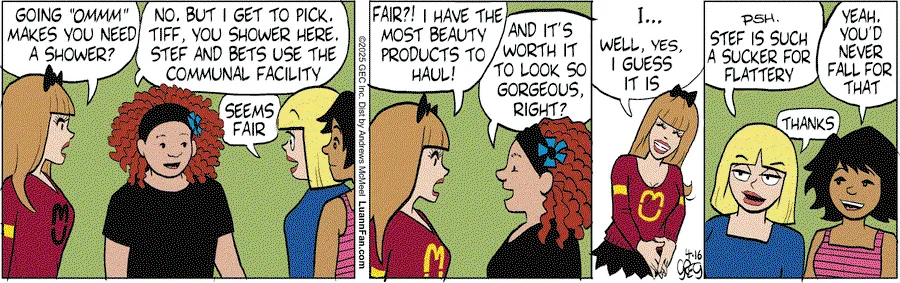 GOING "OMMM"
MAKES YOU NEED
A SHOWER?
NO. BUT I GET TO PICK.
TIFF, YOU SHOWER HERE.
STEF AND BETS USE THE
COMMUNAL FACILITY
SEEMS
FAIR
M
©2025 GEC Inc. Dist by Andrews McMeel LuannFan.com
FAIR?! I HAVE THE
MOST BEAUTY
PRODUCTS TO
HAUL!
AND IT'S
WORTH IT
TO LOOK SO
GORGEOUS,
RIGHT?
M
I...
WELL, YES,
I GUESS
IT IS
4-16
GREG
PSH.
STEF IS SUCH
A SUCKER FOR
FLATTERY
THANKS
YEAH.
YOU'D
NEVER
FALL FOR
THAT